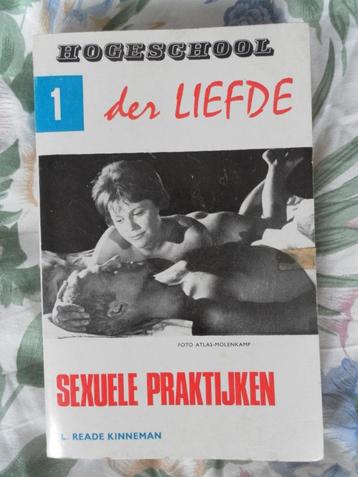 HOGESCHOOL
1
der LIEFDE
FOTO ATLAS-MOLENKAMP
SEXUELE PRAKTIJKEN
L. READE KINNEMAN